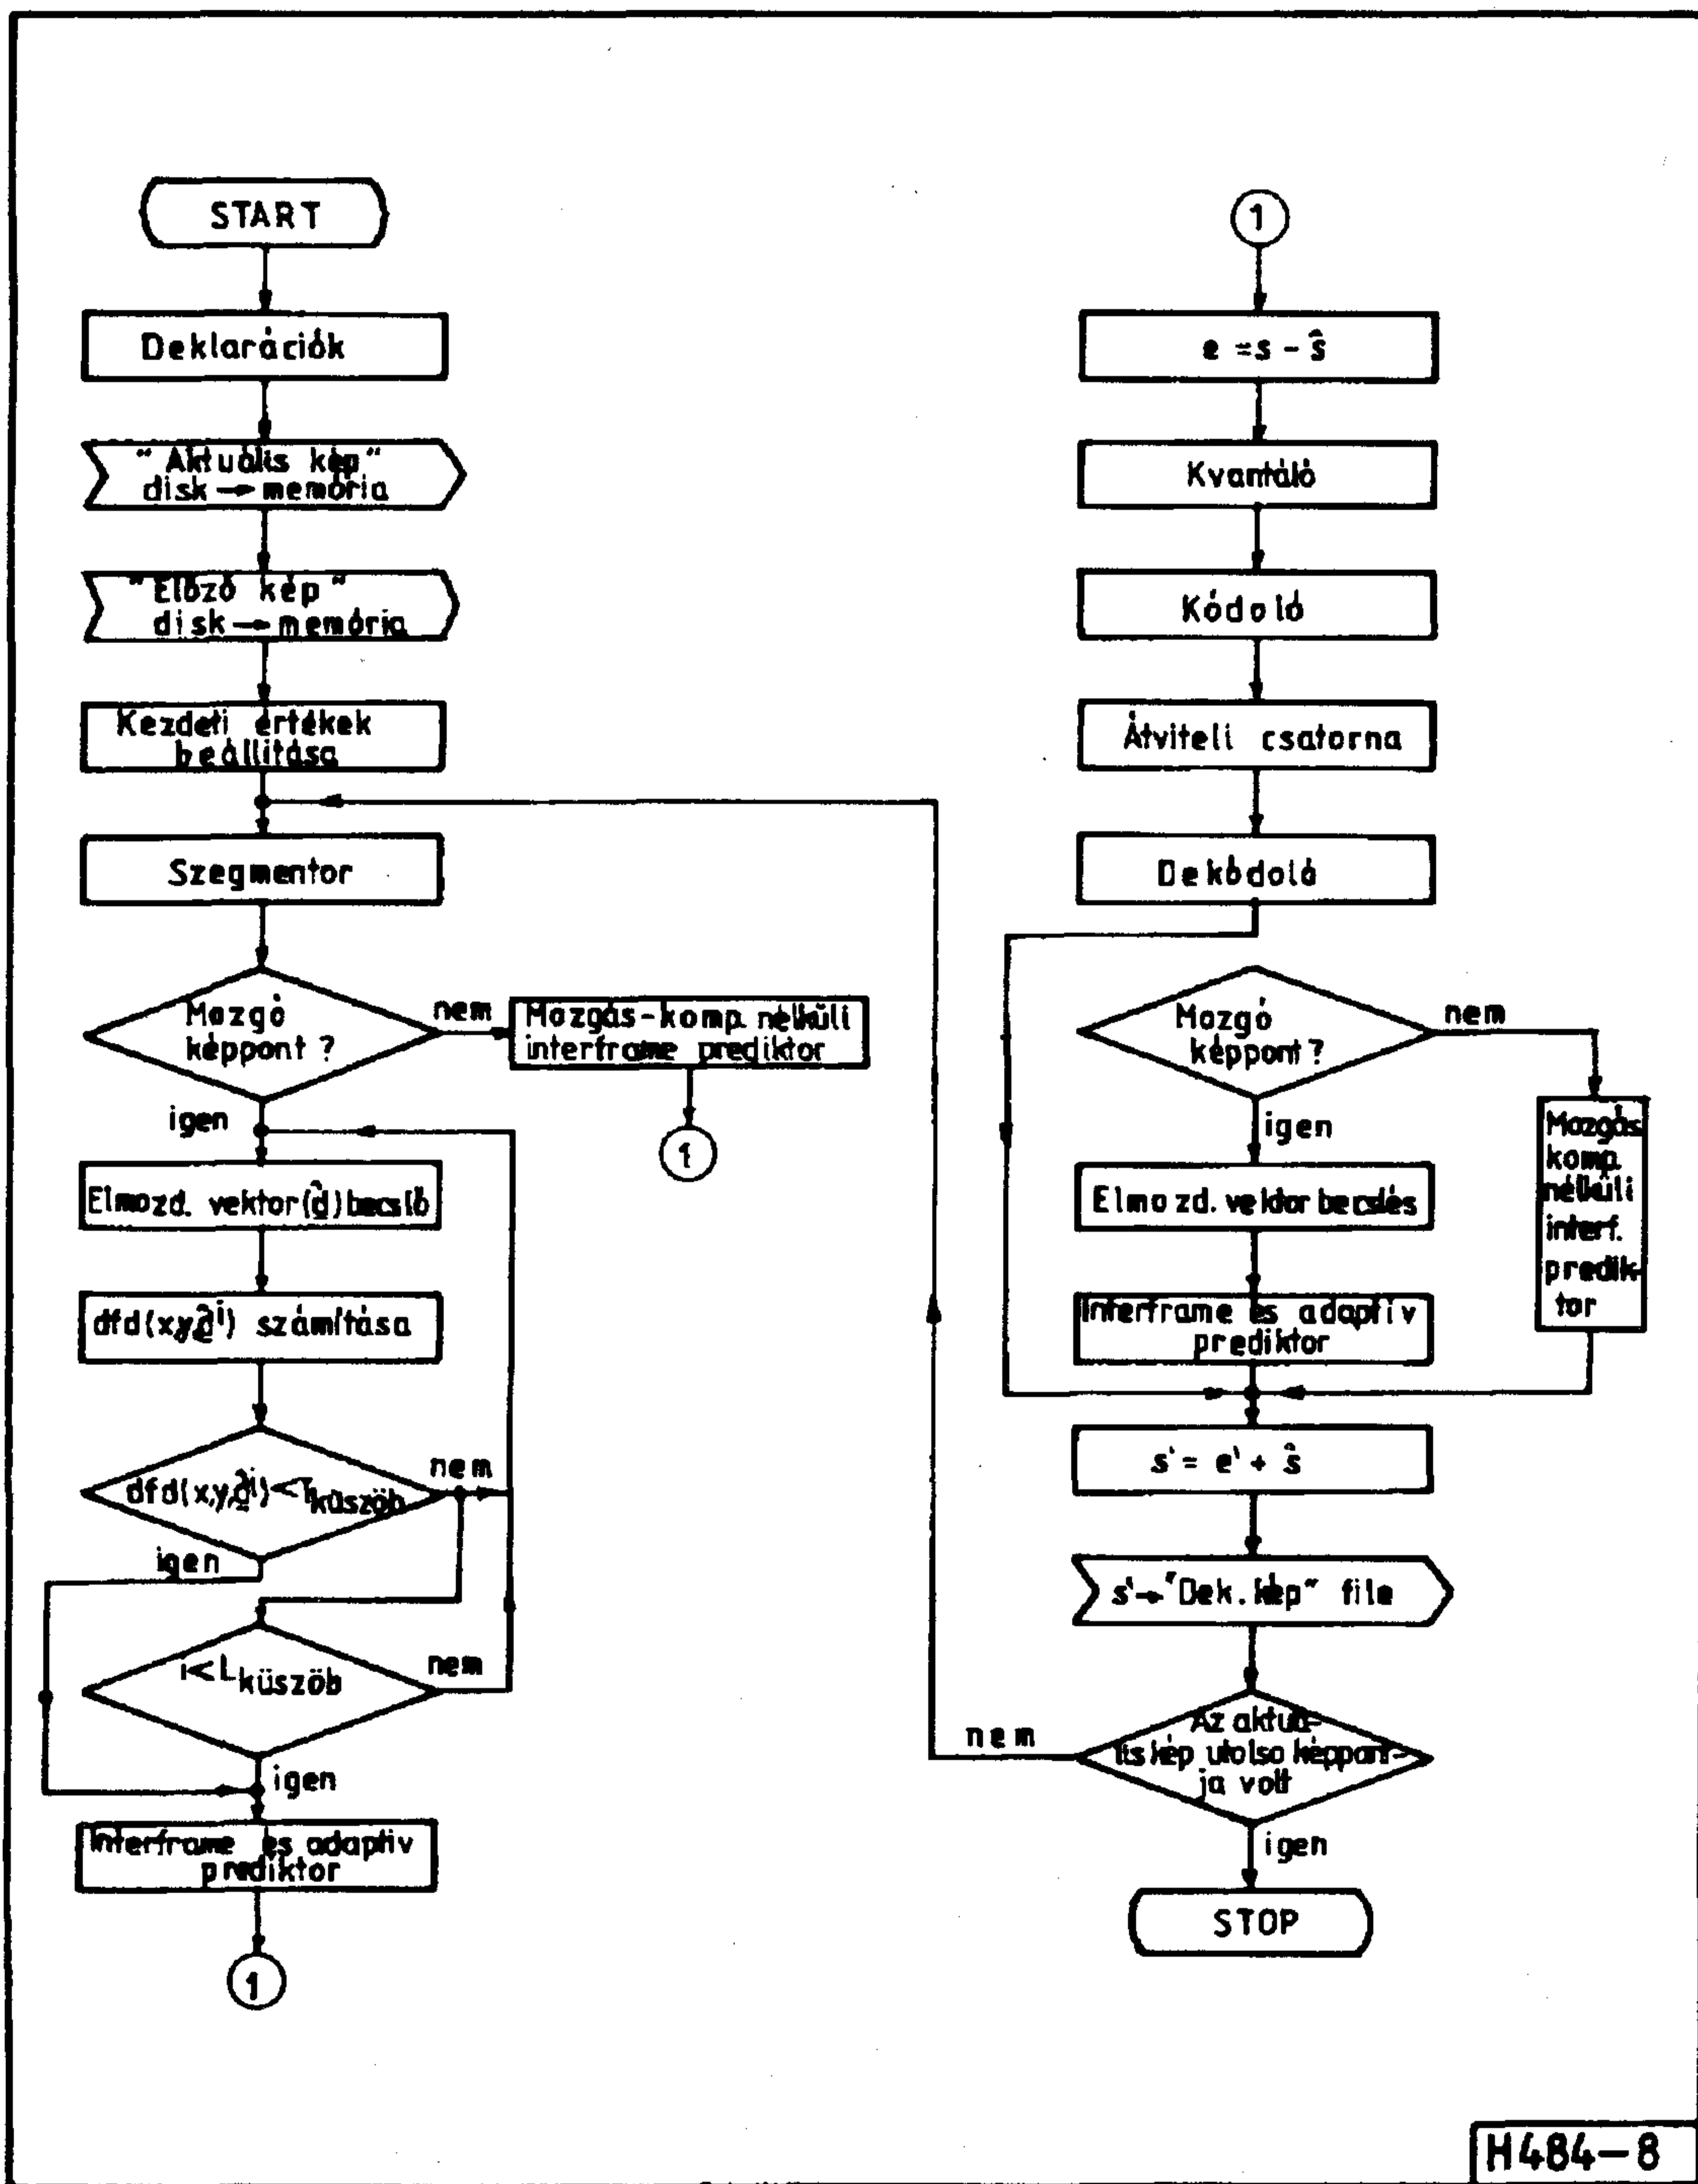 START
Deklarációk
"Aktuális kép"
disk → memória
"Előző kép"
disk → memória
Kezdeti értékek
beállítása
Szegmentor
Mozgó
képpont ?
nem
Mozgás-komp. nélküli
interframe prediktor
1
igen
Elmozd. vektor (d̂) becslő
dfd(x,y,d̂ⁱ) számítása
dfd(x,y,d̂ⁱ)<T küszöb
nem
igen
i<L küszöb
nem
igen
Interframe és adaptív
prediktor
1
1
e = s - ŝ
Kvantáló
Kódoló
Átviteli csatorna
Dekódoló
Mozgó
képpont ?
nem
igen
Mozgás
komp.
nélküli
interf.
predik-
tor
Elmozd. vektor becslés
Interframe és adaptív
prediktor
s' = e' + ŝ
s' → "Dek. kép" file
Az aktuá-
lis kép utolso képpont-
ja volt
nem
igen
STOP
H484-8